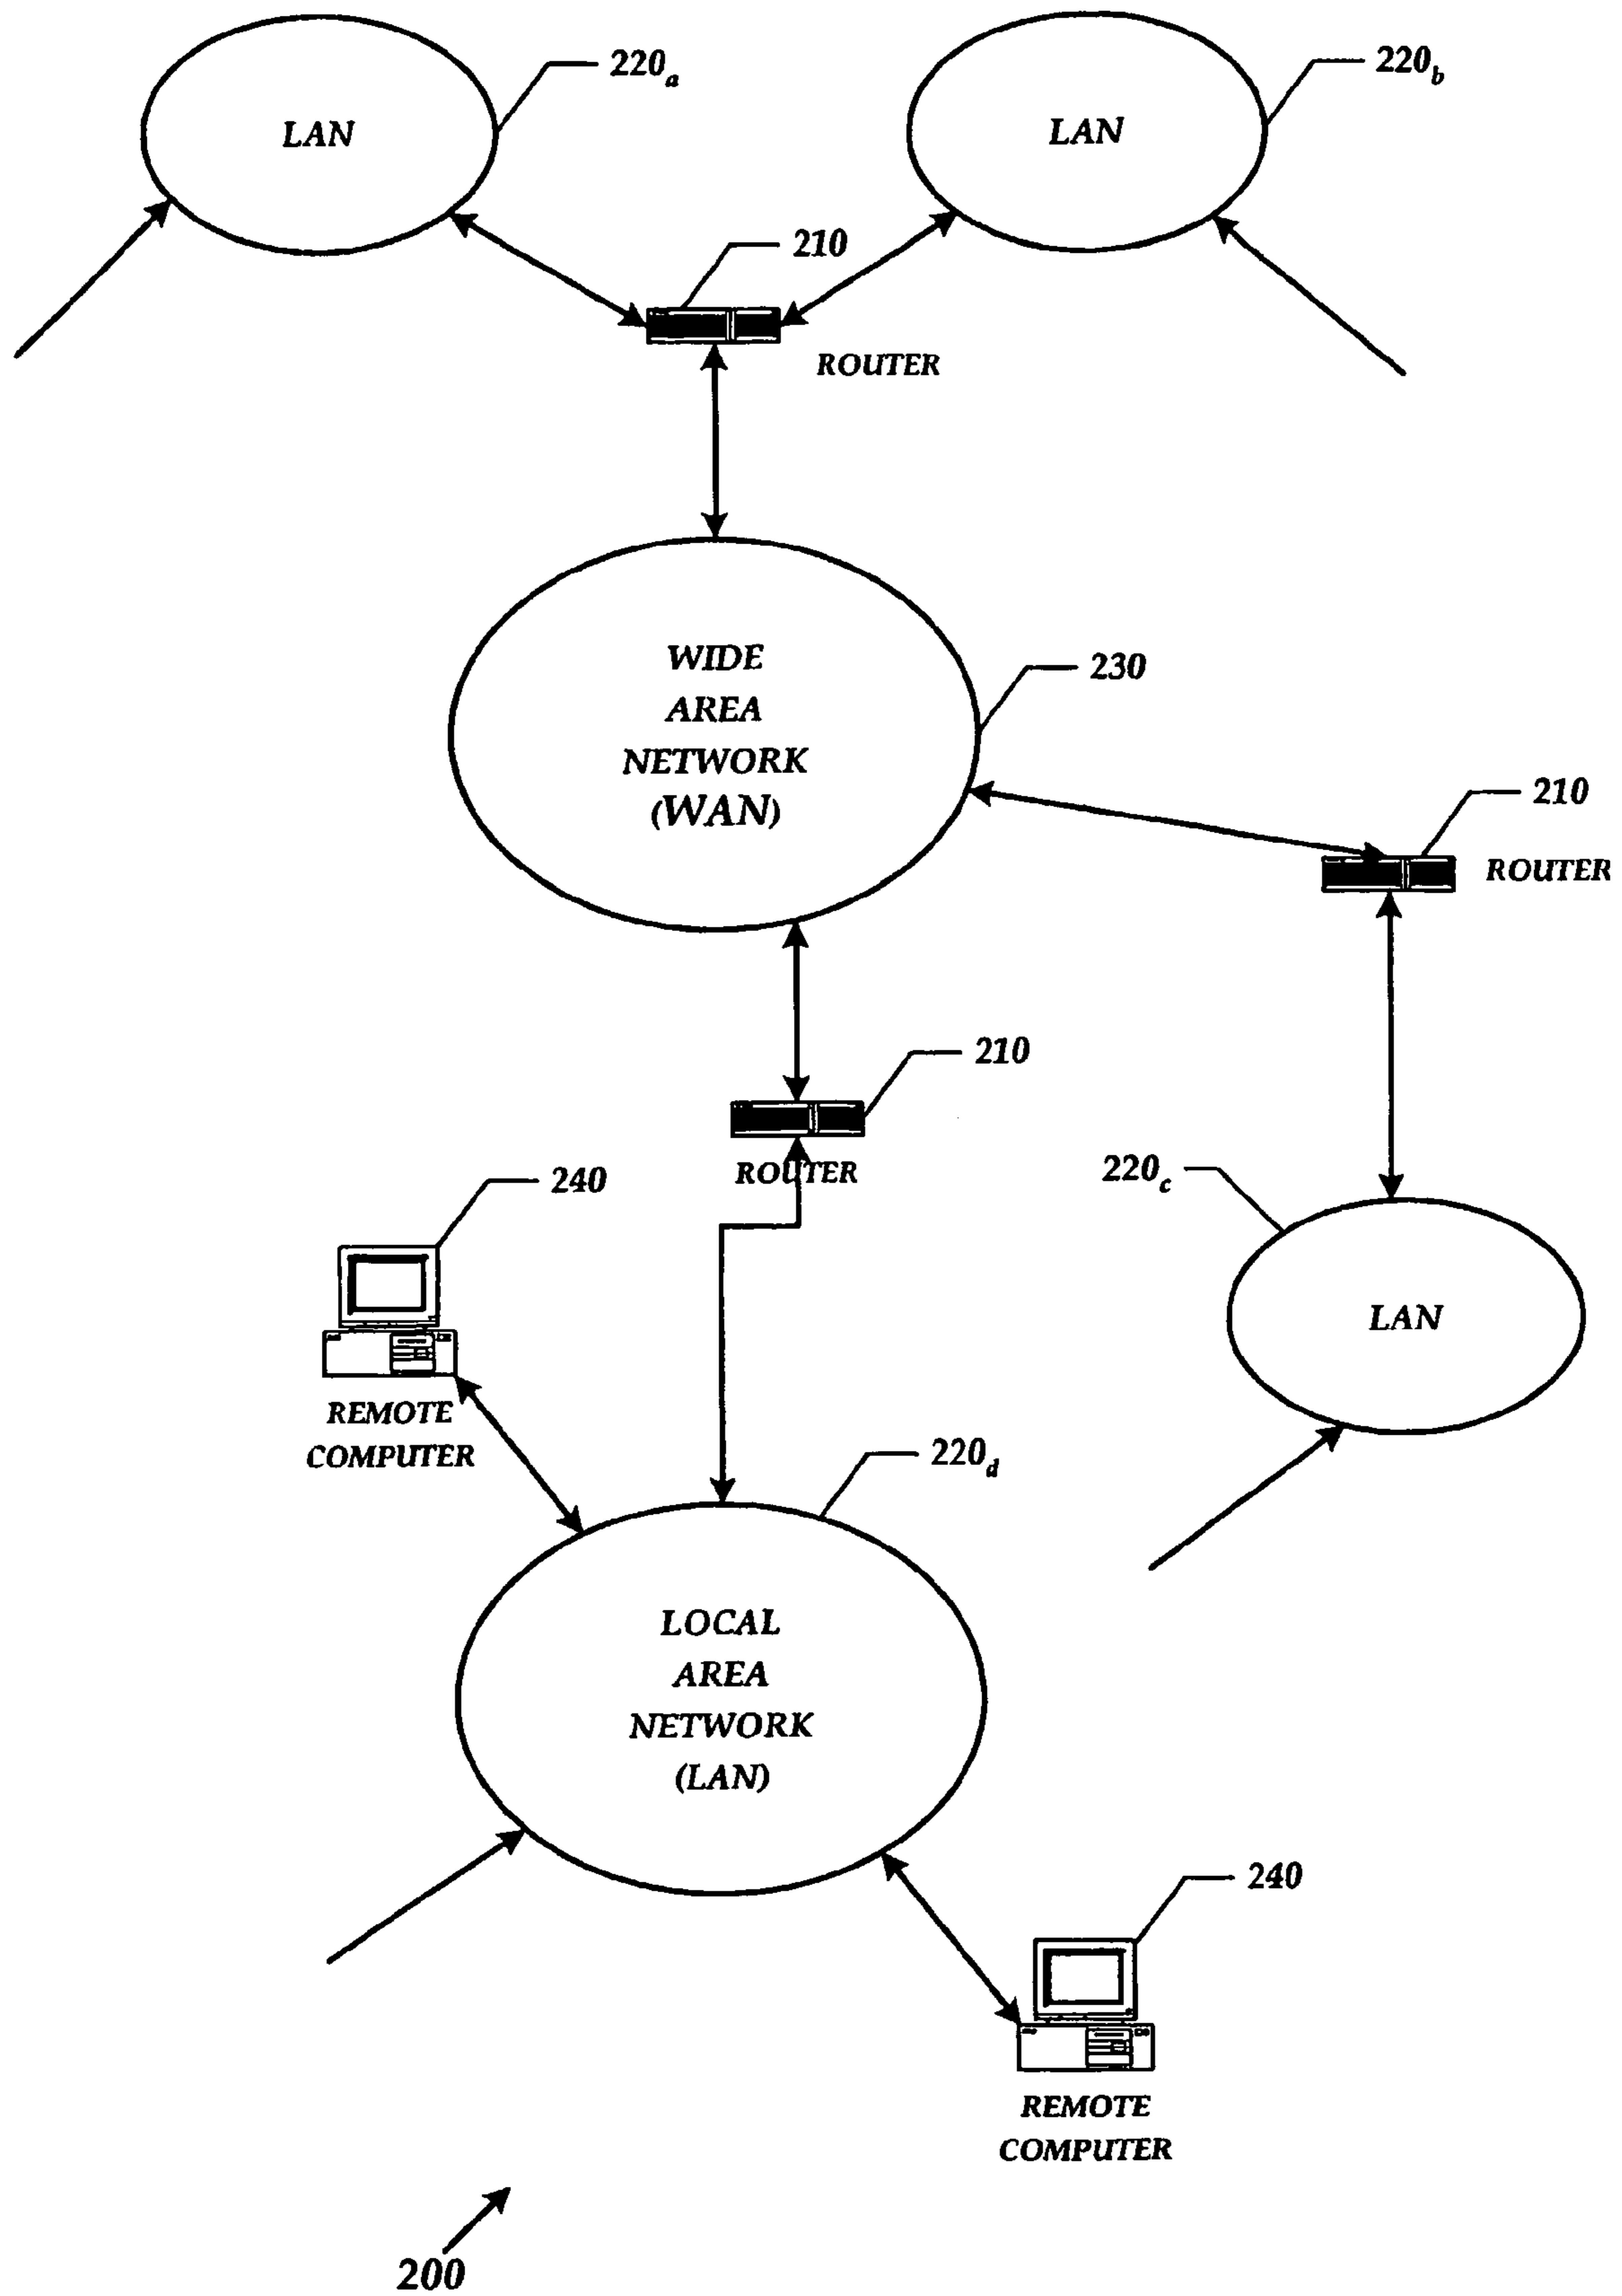 220a
220b
LAN
LAN
210
ROUTER
WIDE
AREA
NETWORK
(WAN)
230
210
ROUTER
210
ROUTER
240
220c
REMOTE
COMPUTER
LAN
220d
LOCAL
AREA
NETWORK
(LAN)
240
REMOTE
COMPUTER
200